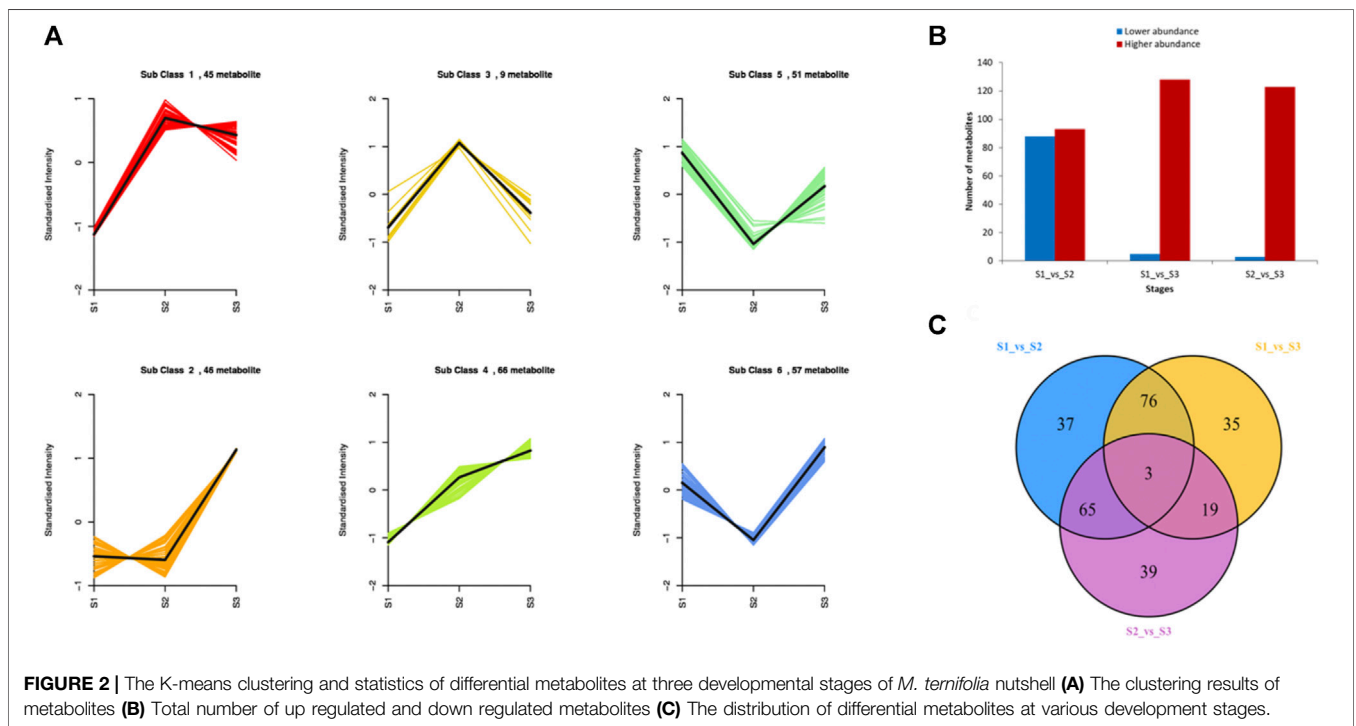 A
Sub Class 1 , 45 metabolite
Standardised Intensity
1
0
−1
−2
S1
S2
S3
Sub Class 3 , 9 metabolite
Standardised Intensity
2
1
0
−1
−2
S1
S2
S3
Sub Class 5 , 51 metabolite
Standardised Intensity
2
1
0
−1
−2
S1
S2
S3
Sub Class 2 , 46 metabolite
Standardised Intensity
2
1
0
−1
S1
S2
S3
Sub Class 4 , 66 metabolite
Standardised Intensity
2
1
0
−1
−2
S1
S2
S3
Sub Class 6 , 57 metabolite
Standardised Intensity
2
1
0
−1
−2
S1
S2
S3
B
Lower abundance
Higher abundance
Number of metabolites
140
120
100
80
60
40
20
0
S1_vs_S2
S1_vs_S3
S2_vs_S3
Stages
C
S1_vs_S2
S1_vs_S3
37
76
35
3
65
19
39
S2_vs_S3
FIGURE 2 | The K-means clustering and statistics of differential metabolites at three developmental stages of M. ternifolia nutshell (A) The clustering results of
metabolites (B) Total number of up regulated and down regulated metabolites (C) The distribution of differential metabolites at various development stages.